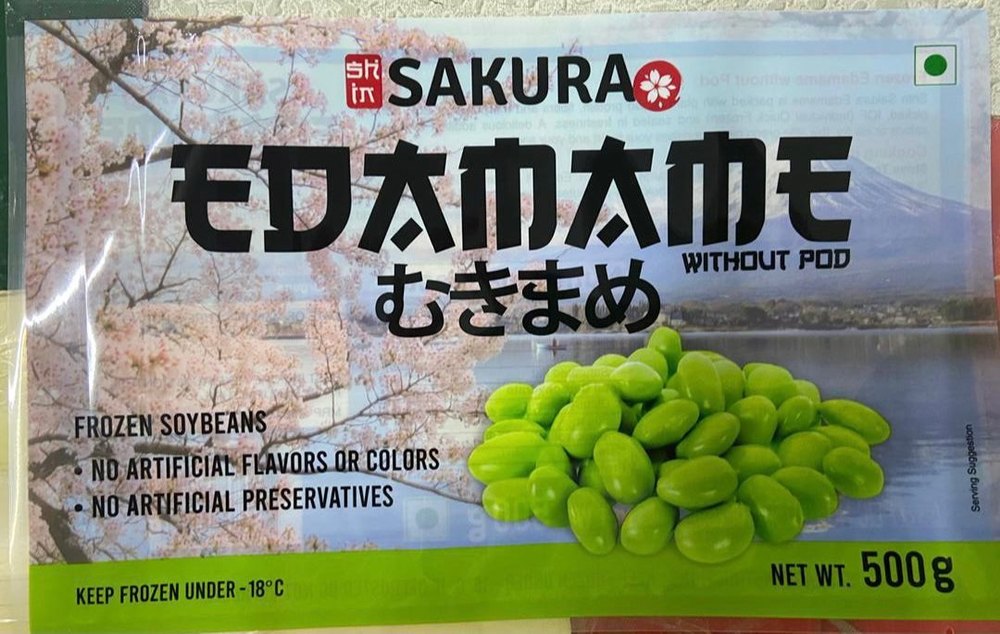 shin SAKURA
EDAMAME
WITHOUT POD
むきまめ
FROZEN SOYBEANS
• NO ARTIFICIAL FLAVORS OR COLORS
• NO ARTIFICIAL PRESERVATIVES
Serving Suggestion
KEEP FROZEN UNDER -18°C
NET WT. 500g